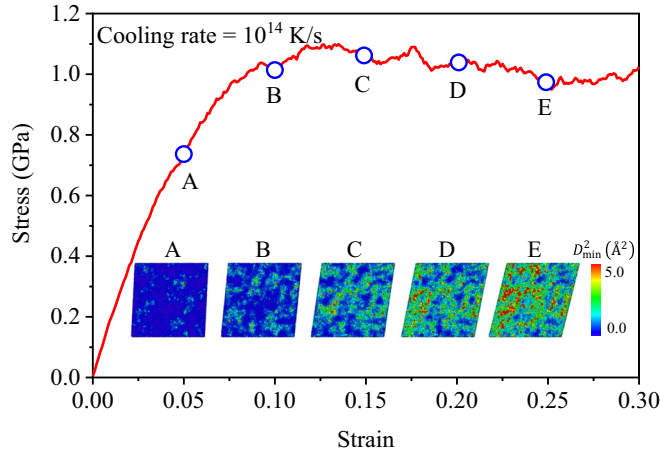 Cooling rate = 10¹⁴ K/s
Stress (GPa)
1.2
1.0
0.8
0.6
0.4
0.2
0.0
A
B
C
D
E
A B C D E
D²min (Å²)
5.0
0.0
0.00 0.05 0.10 0.15 0.20 0.25 0.30
Strain